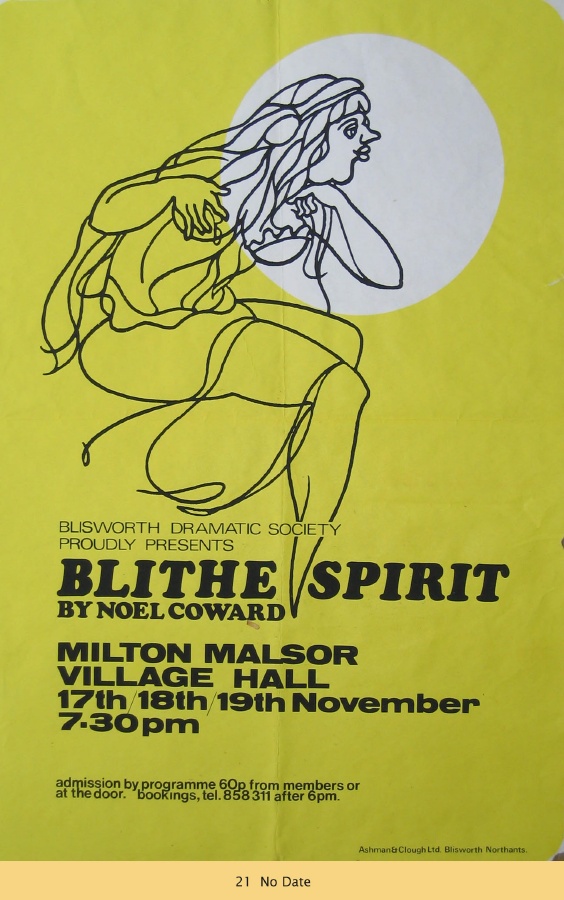 BLISWORTH DRAMATIC SOCIETY
PROUDLY PRESENTS
BLITHE SPIRIT
BY NOEL COWARD
MILTON MALSOR
VILLAGE HALL
17th/18th/19th November
7·30pm
admission by programme 60p from members or
at the door. bookings, tel. 858311 after 6pm.
Ashman & Clough Ltd. Blisworth Northants.
21 No Date